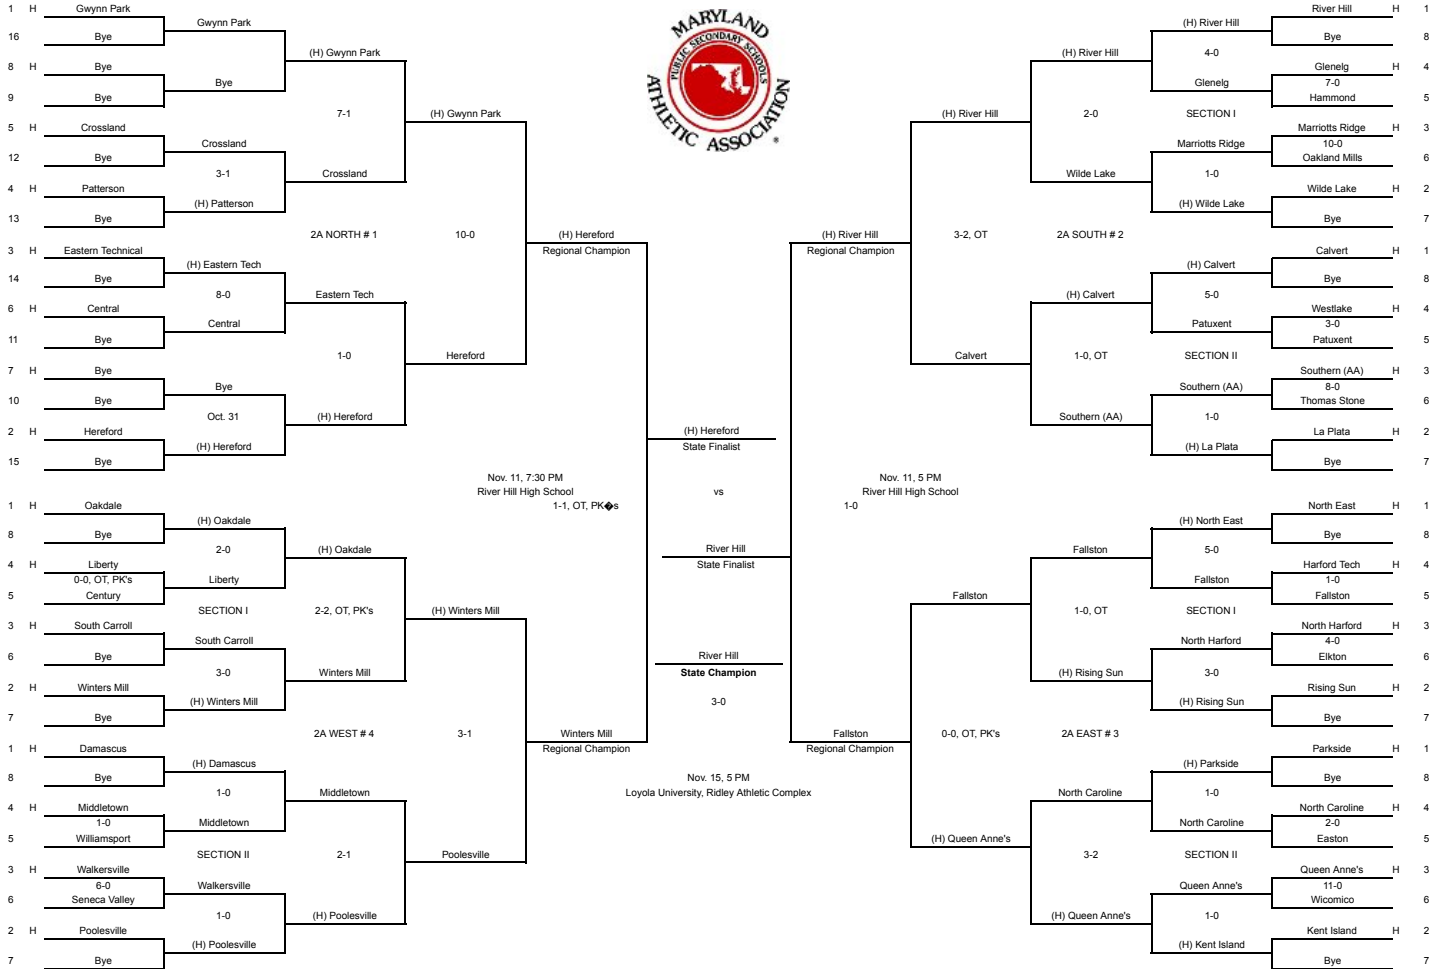 1 H Gwynn Park
Gwynn Park
16 Bye
(H) Gwynn Park
8 H Bye
Bye
9 Bye
7-1
(H) Gwynn Park
5 H Crossland
Crossland
12 Bye
3-1
Crossland
4 H Patterson
(H) Patterson
13 Bye
2A NORTH # 1
10-0
(H) Hereford
Regional Champion
3 H Eastern Technical
(H) Eastern Tech
14 Bye
8-0
Eastern Tech
6 H Central
Central
11 Bye
1-0
Hereford
7 H Bye
Bye
10 Bye
Oct. 31
(H) Hereford
2 H Hereford
(H) Hereford
15 Bye
(H) Hereford
State Finalist
Nov. 11, 7:30 PM
River Hill High School
1-1, OT, PK�s
1 H Oakdale
(H) Oakdale
8 Bye
2-0
(H) Oakdale
4 H Liberty
0-0, OT, PK's
Liberty
5 Century
SECTION I
2-2, OT, PK's
(H) Winters Mill
3 H South Carroll
South Carroll
6 Bye
3-0
Winters Mill
2 H Winters Mill
(H) Winters Mill
7 Bye
2A WEST # 4
3-1
Winters Mill
Regional Champion
1 H Damascus
(H) Damascus
8 Bye
1-0
Middletown
4 H Middletown
1-0
Middletown
5 Williamsport
SECTION II
2-1
Poolesville
3 H Walkersville
6-0
Walkersville
6 Seneca Valley
1-0
(H) Poolesville
2 H Poolesville
(H) Poolesville
7 Bye
MARYLAND
PUBLIC SECONDARY SCHOOLS
ATHLETIC ASSOCIATION
®
vs
River Hill
State Finalist
River Hill
State Champion
3-0
Nov. 15, 5 PM
Loyola University, Ridley Athletic Complex
River Hill H 1
(H) River Hill
Bye 8
(H) River Hill
4-0
Glenelg H 4
Glenelg
7-0
Hammond 5
(H) River Hill
2-0
SECTION I
Marriotts Ridge H 3
Marriotts Ridge
10-0
Oakland Mills 6
Wilde Lake
1-0
Wilde Lake H 2
(H) Wilde Lake
Bye 7
(H) River Hill
Regional Champion
3-2, OT
2A SOUTH # 2
Calvert H 1
(H) Calvert
Bye 8
(H) Calvert
5-0
Westlake H 4
Patuxent
3-0
Patuxent 5
Calvert
1-0, OT
SECTION II
Southern (AA) H 3
Southern (AA)
8-0
Thomas Stone 6
Southern (AA)
1-0
La Plata H 2
(H) La Plata
Bye 7
Nov. 11, 5 PM
River Hill High School
1-0
North East H 1
(H) North East
Bye 8
Fallston
5-0
Harford Tech H 4
Fallston
1-0
Fallston 5
Fallston
1-0, OT
SECTION I
North Harford H 3
North Harford
4-0
Elkton 6
(H) Rising Sun
3-0
Rising Sun H 2
(H) Rising Sun
Bye 7
Fallston
Regional Champion
0-0, OT, PK's
2A EAST # 3
Parkside H 1
(H) Parkside
Bye 8
North Caroline
1-0
North Caroline H 4
North Caroline
2-0
Easton 5
(H) Queen Anne's
3-2
SECTION II
Queen Anne's H 3
Queen Anne's
11-0
Wicomico 6
(H) Queen Anne's
1-0
Kent Island H 2
(H) Kent Island
Bye 7